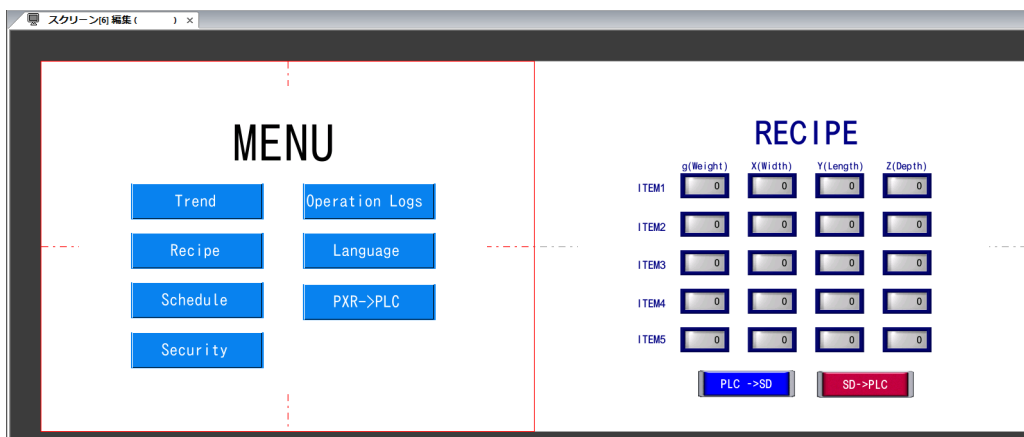 スクリーン[6] 編集 ( ) ×
MENU
Trend
Operation Logs
Recipe
Language
Schedule
PXR->PLC
Security
RECIPE
g(Weight) X(Width) Y(Length) Z(Depth)
ITEM1 0 0 0 0
ITEM2 0 0 0 0
ITEM3 0 0 0 0
ITEM4 0 0 0 0
ITEM5 0 0 0 0
PLC ->SD
SD->PLC